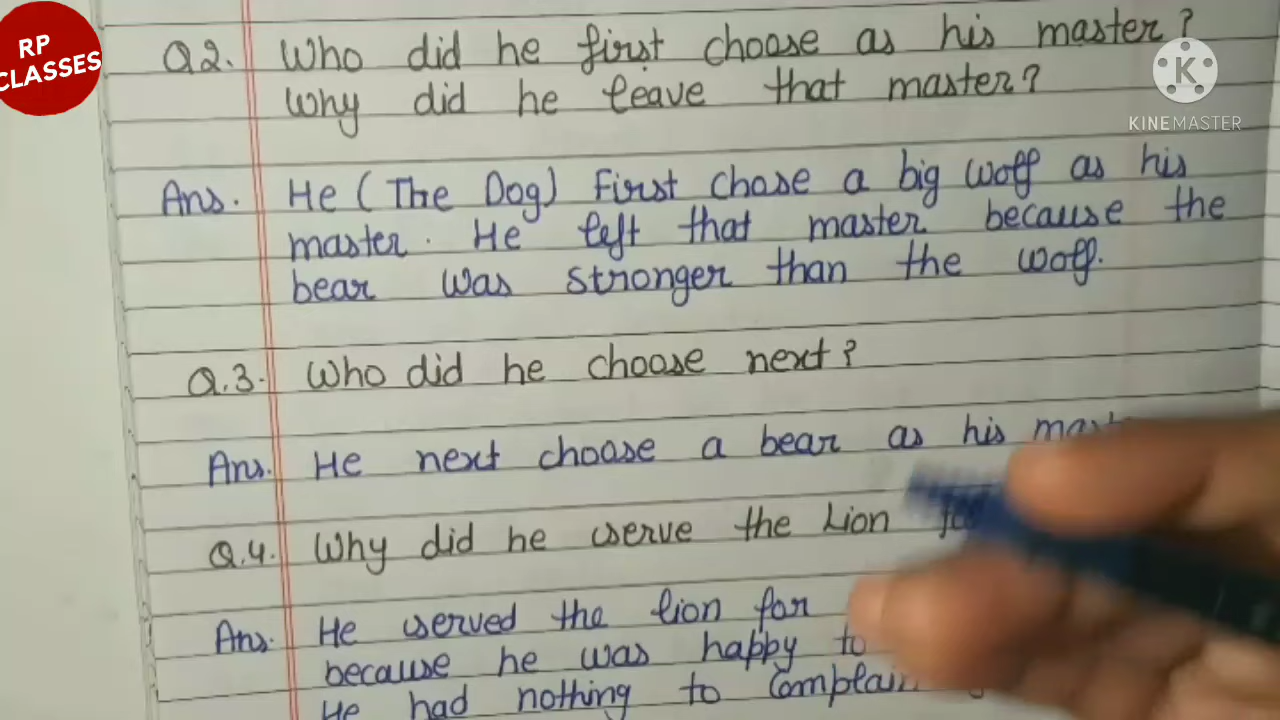 RP
CLASSES
KINEMASTER
Q2. Who did he first choose as his master?
Why did he leave that master?
Ans. He (The Dog) First chose a big wolf as his
master. He left that master because the
bear was stronger than the wolf.
Q.3. Who did he choose next?
Ans. He next choose a bear as his
Q.4. Why did he serve the Lion
Ans. He served the lion for
because he was happy to
He had nothing to complain